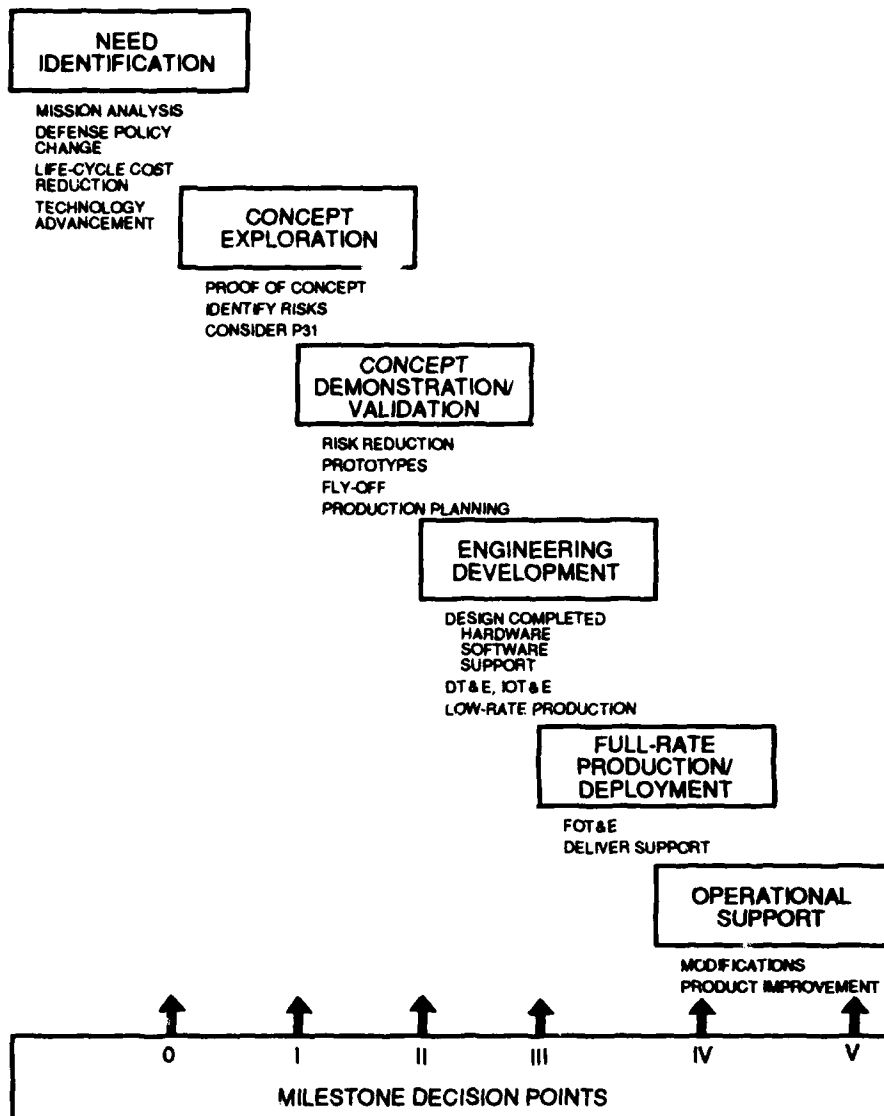 NEED
IDENTIFICATION
MISSION ANALYSIS
DEFENSE POLICY
CHANGE
LIFE-CYCLE COST
REDUCTION
TECHNOLOGY
ADVANCEMENT
CONCEPT
EXPLORATION
PROOF OF CONCEPT
IDENTIFY RISKS
CONSIDER P31
CONCEPT
DEMONSTRATION/
VALIDATION
RISK REDUCTION
PROTOTYPES
FLY-OFF
PRODUCTION PLANNING
ENGINEERING
DEVELOPMENT
DESIGN COMPLETED
HARDWARE
SOFTWARE
SUPPORT
DT&E, IOT&E
LOW-RATE PRODUCTION
FULL-RATE
PRODUCTION/
DEPLOYMENT
FOT&E
DELIVER SUPPORT
OPERATIONAL
SUPPORT
MODIFICATIONS
PRODUCT IMPROVEMENT
0 I II III IV V
MILESTONE DECISION POINTS